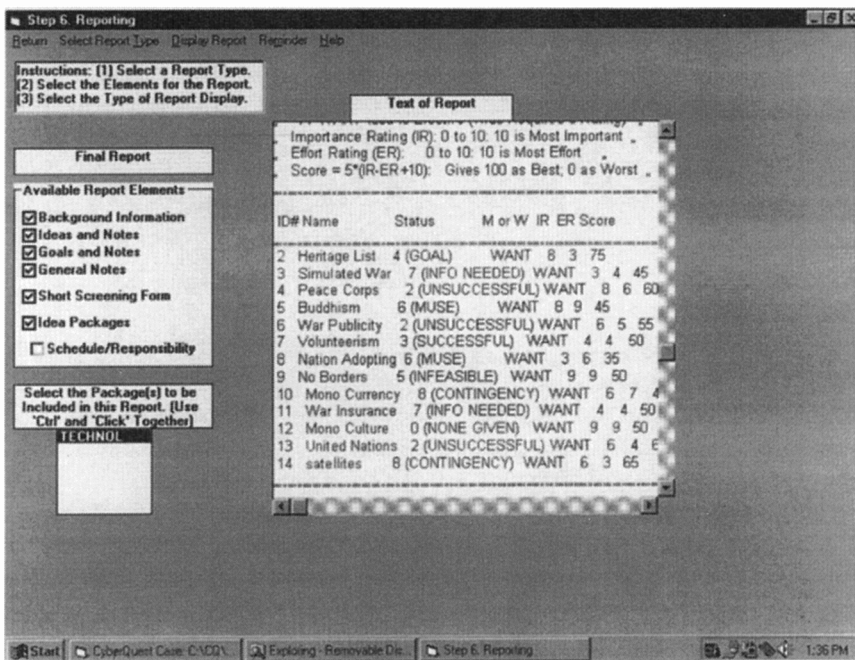 Step 6. Reporting
Return Select Report Type Display Report Reminder Help
Instructions: (1) Select a Report Type.
(2) Select the Elements for the Report.
(3) Select the Type of Report Display.
Text of Report
Importance Rating (IR): 0 to 10: 10 is Most Important
Effort Rating (ER): 0 to 10: 10 is Most Effort
Score = 5*(IR-ER+10): Gives 100 as Best; 0 as Worst
Final Report
Available Report Elements
Background Information
Ideas and Notes
Goals and Notes
General Notes
Short Screening Form
Idea Packages
Schedule/Responsibility
Select the Package(s) to be
Included in this Report. (Use
'Ctrl' and 'Click' Together)
TECHNOL
ID# Name Status M or W IR ER Score
2 Heritage List 4 (GOAL) WANT 8 3 75
3 Simulated War 7 (INFO NEEDED) WANT 3 4 45
4 Peace Corps 2 (UNSUCCESSFUL) WANT 8 6 60
5 Buddhism 6 (MUSE) WANT 8 9 45
6 War Publicity 2 (UNSUCCESSFUL) WANT 6 5 55
7 Volunteerism 3 (SUCCESSFUL) WANT 4 4 50
8 Nation Adopting 6 (MUSE) WANT 3 6 35
9 No Borders 5 (INFEASIBLE) WANT 9 9 50
10 Mono Currency 8 (CONTINGENCY) WANT 6 7 4
11 War Insurance 7 (INFO NEEDED) WANT 4 4 50
12 Mono Culture 0 (NONE GIVEN) WANT 9 9 50
13 United Nations 2 (UNSUCCESSFUL) WANT 6 4 6
14 satellites 8 (CONTINGENCY) WANT 6 3 65
Start CyberQuest Case: C:\CQ\... Exploring - Removable Dis... Step 6. Reporting 1:36 PM